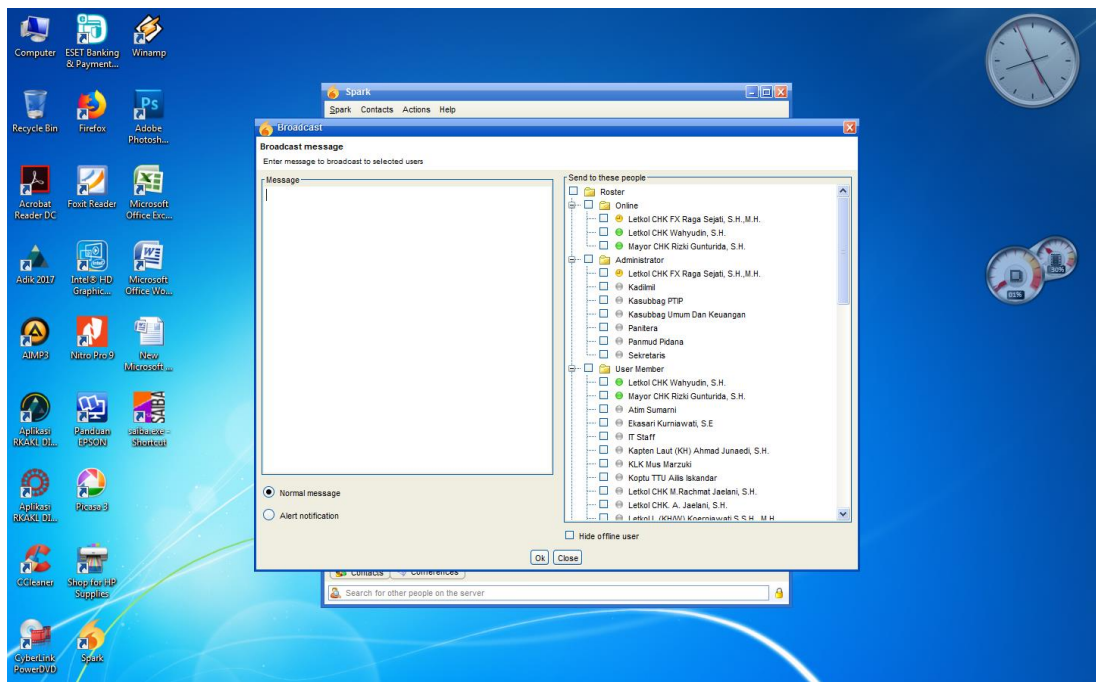 Computer
ESET Banking
& Payment...
Winamp
Recycle Bin
Firefox
Adobe
Photosh...
Ps
Acrobat
Reader DC
Foxit Reader
Microsoft
Office Exc...
Adik 2017
Intel® HD
Graphic...
Microsoft
Office Wo...
AIMP3
Nitro Pro 9
New
Microsoft ...
Aplikasi
RKAKL DI...
Panduan
EPSON
saiba.exe -
Shortcut
SAIBA
Aplikasi
RKAKL DI...
Picasa 3
CCleaner
Shop for HP
Supplies
CyberLink
PowerDVD
Spark
Spark
Spark Contacts Actions Help
Broadcast
Broadcast message
Enter message to broadcast to selected users
Message
Normal message
Alert notification
Send to these people
Roster
Online
Letkol CHK FX Raga Sejati, S.H.,M.H.
Letkol CHK Wahyudin, S.H.
Mayor CHK Rizki Gunturida, S.H.
Administrator
Letkol CHK FX Raga Sejati, S.H.,M.H.
Kadilmil
Kasubbag PTIP
Kasubbag Umum Dan Keuangan
Panitera
Panmud Pidana
Sekretaris
User Member
Letkol CHK Wahyudin, S.H.
Mayor CHK Rizki Gunturida, S.H.
Atim Sumarni
Ekasari Kurniawati, S.E
IT Staff
Kapten Laut (KH) Ahmad Junaedi, S.H.
KLK Mus Marzuki
Koptu TTU Ailis Iskandar
Letkol CHK M.Rachmat Jaelani, S.H.
Letkol CHK. A. Jaelani, S.H.
Letkol L (KH/W) Koerniawati S S.H., M.H
Hide offline user
Ok Close
Contacts Conferences
Search for other people on the server
30%
01%